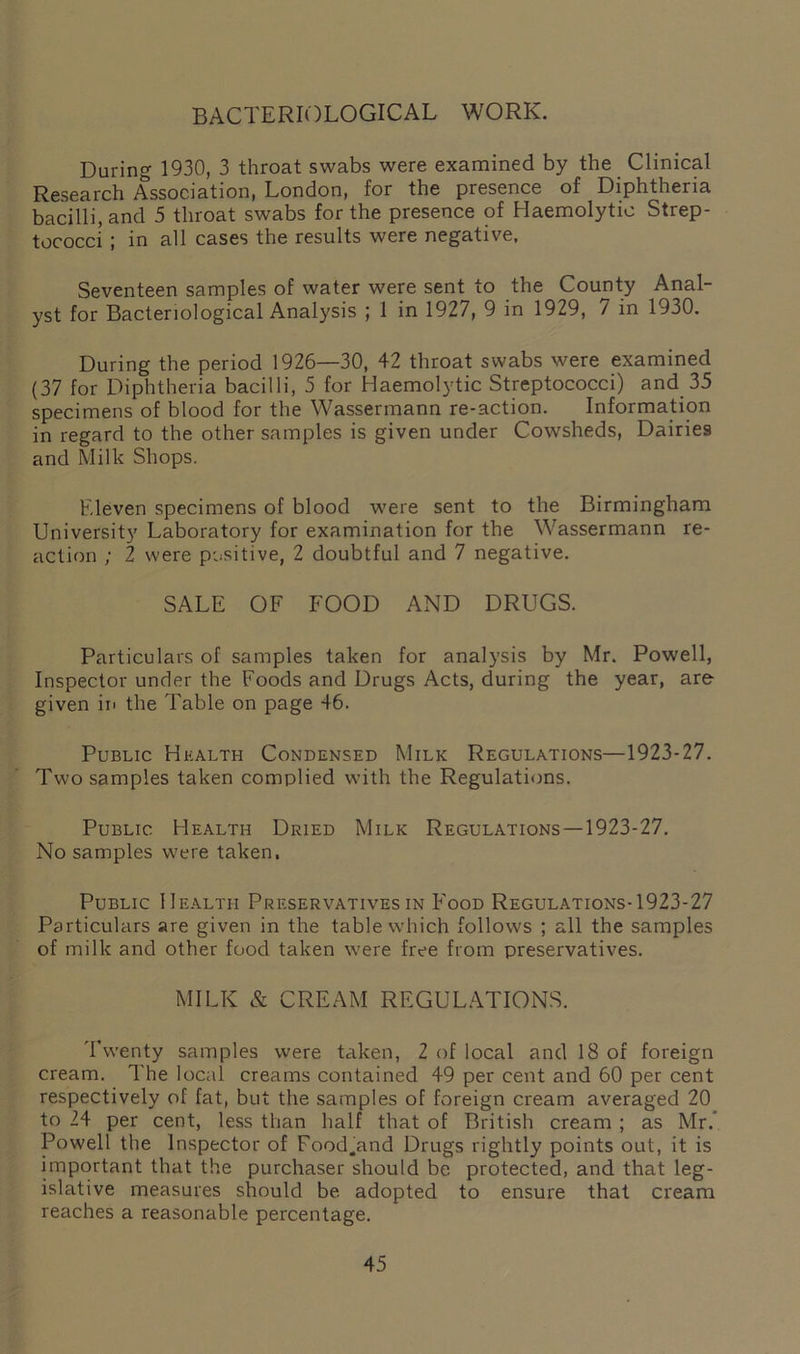 BACTERIOLOGICAL WORK.
During 1930, 3 throat swabs were examined by the Clinical
Research Association, London, for the presence of Diphtheria
bacilli, and 5 throat swabs for the presence of Haemolytic Strep-
tococci ; in all cases the results were negative,
Seventeen samples of water were sent to the County Anal-
yst for Bacteriological Analysis ; 1 in 1927, 9 in 1929, 7 in 1930.
During the period 1926—30, 42 throat swabs were examined
(37 for Diphtheria bacilli, 5 for Haemolytic Streptococci) and 35
specimens of blood for the Wassermann re-action. Information
in regard to the other samples is given under Cowsheds, Dairies
and Milk Shops.
Eleven specimens of blood were sent to the Birmingham
University Laboratory for examination for the Wassermann re-
action ; 2 were positive, 2 doubtful and 7 negative.
SALE OF FOOD AND DRUGS.
Particulars of samples taken for analysis by Mr. Powell,
Inspector under the Foods and Drugs Acts, during the year, are
given in the Table on page 46.
PUBLIC HEALTH CONDENSED MILK REGULATIONS—1923-27.
Two samples taken complied with the Regulations.
PUBLIC HEALTH DRIED MILK REGULATIONS—1923-27.
No samples were taken.
PUBLIC HEALTH PRESERVATIVES IN FOOD REGULATIONS-1923-27
Particulars are given in the table which follows ; all the samples
of milk and other food taken were free from preservatives.
MILK & CREAM REGULATIONS.
Twenty samples were taken, 2 of local and 18 of foreign
cream. The local creams contained 49 per cent and 60 per cent
respectively of fat, but the samples of foreign cream averaged 20
to 24 per cent, less than half that of British cream ; as Mr.
Powell the Inspector of Food and Drugs rightly points out, it is
important that the purchaser should be protected, and that leg-
islative measures should be adopted to ensure that cream
reaches a reasonable percentage.
45